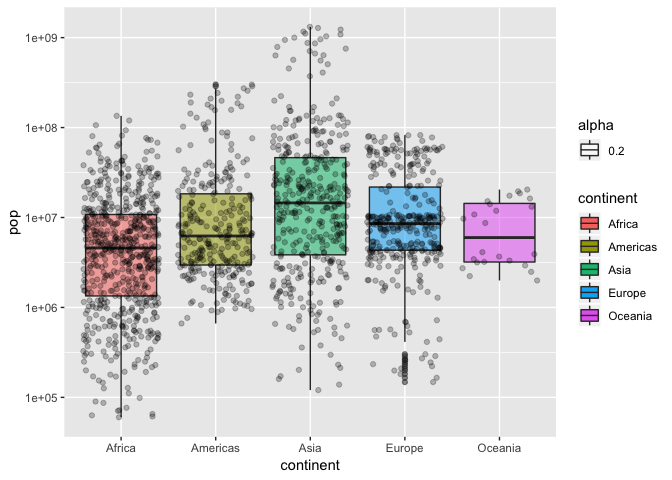 1e+09
1e+08
1e+07
1e+06
1e+05
pop
Africa Americas Asia Europe Oceania
continent
alpha
0.2
continent
Africa
Americas
Asia
Europe
Oceania